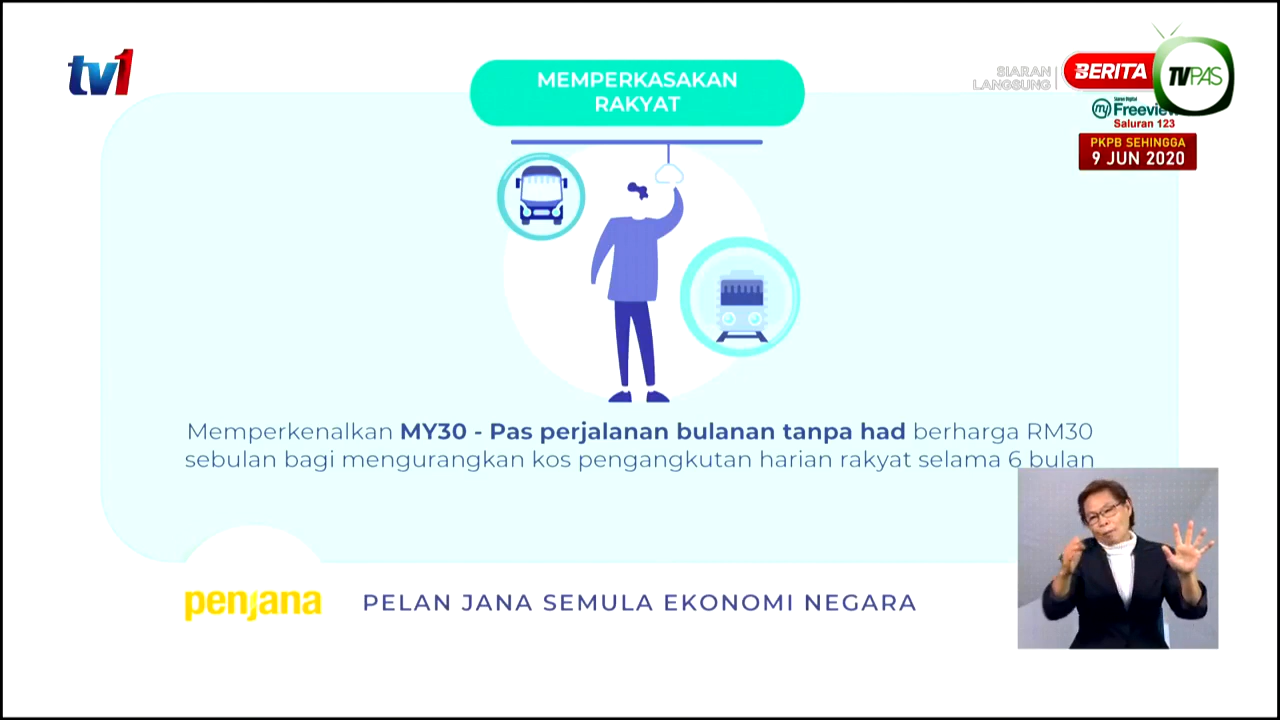 tv1
MEMPERKASAKAN
RAKYAT
SIARAN
LANGSUNG
BERITA
TVPAS
my Freeview
Saluran 123
PKPB SEHINGGA
9 JUN 2020
Memperkenalkan MY30 - Pas perjalanan bulanan tanpa had berharga RM30
sebulan bagi mengurangkan kos pengangkutan harian rakyat selama 6 bulan
penjana
PELAN JANA SEMULA EKONOMI NEGARA